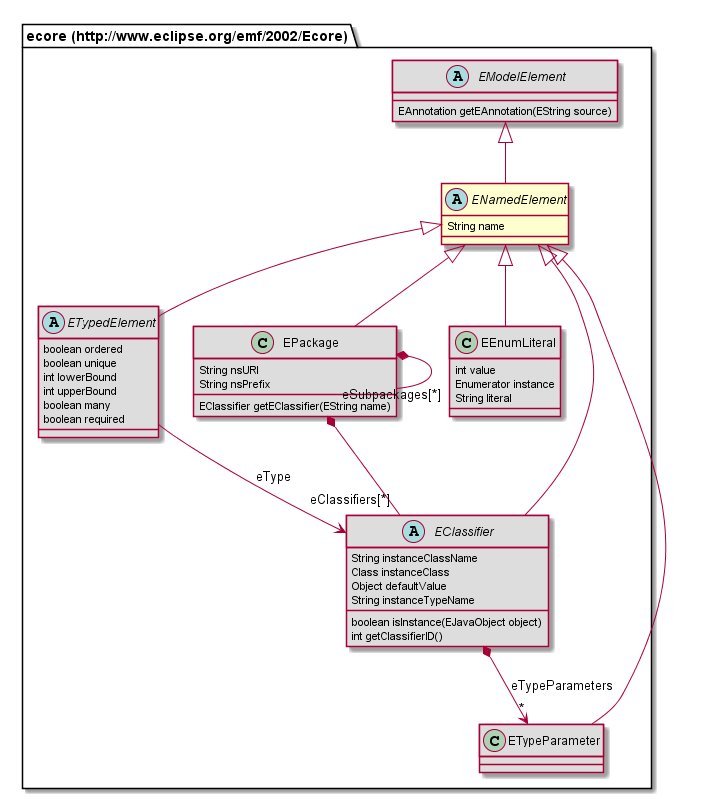 ecore (http://www.eclipse.org/emf/2002/Ecore)
A EModelElement
EAnnotation getEAnnotation(EString source)
A ENamedElement
String name
A ETypedElement
boolean ordered
boolean unique
int lowerBound
int upperBound
boolean many
boolean required
C EPackage
String nsURI
String nsPrefix
EClassifier getEClassifier(EString name)
eSubpackages[*]
C EEnumLiteral
int value
Enumerator instance
String literal
eType
eClassifiers[*]
A EClassifier
String instanceClassName
Class instanceClass
Object defaultValue
String instanceTypeName
boolean isInstance(EJavaObject object)
int getClassifierID()
eTypeParameters
*
C ETypeParameter